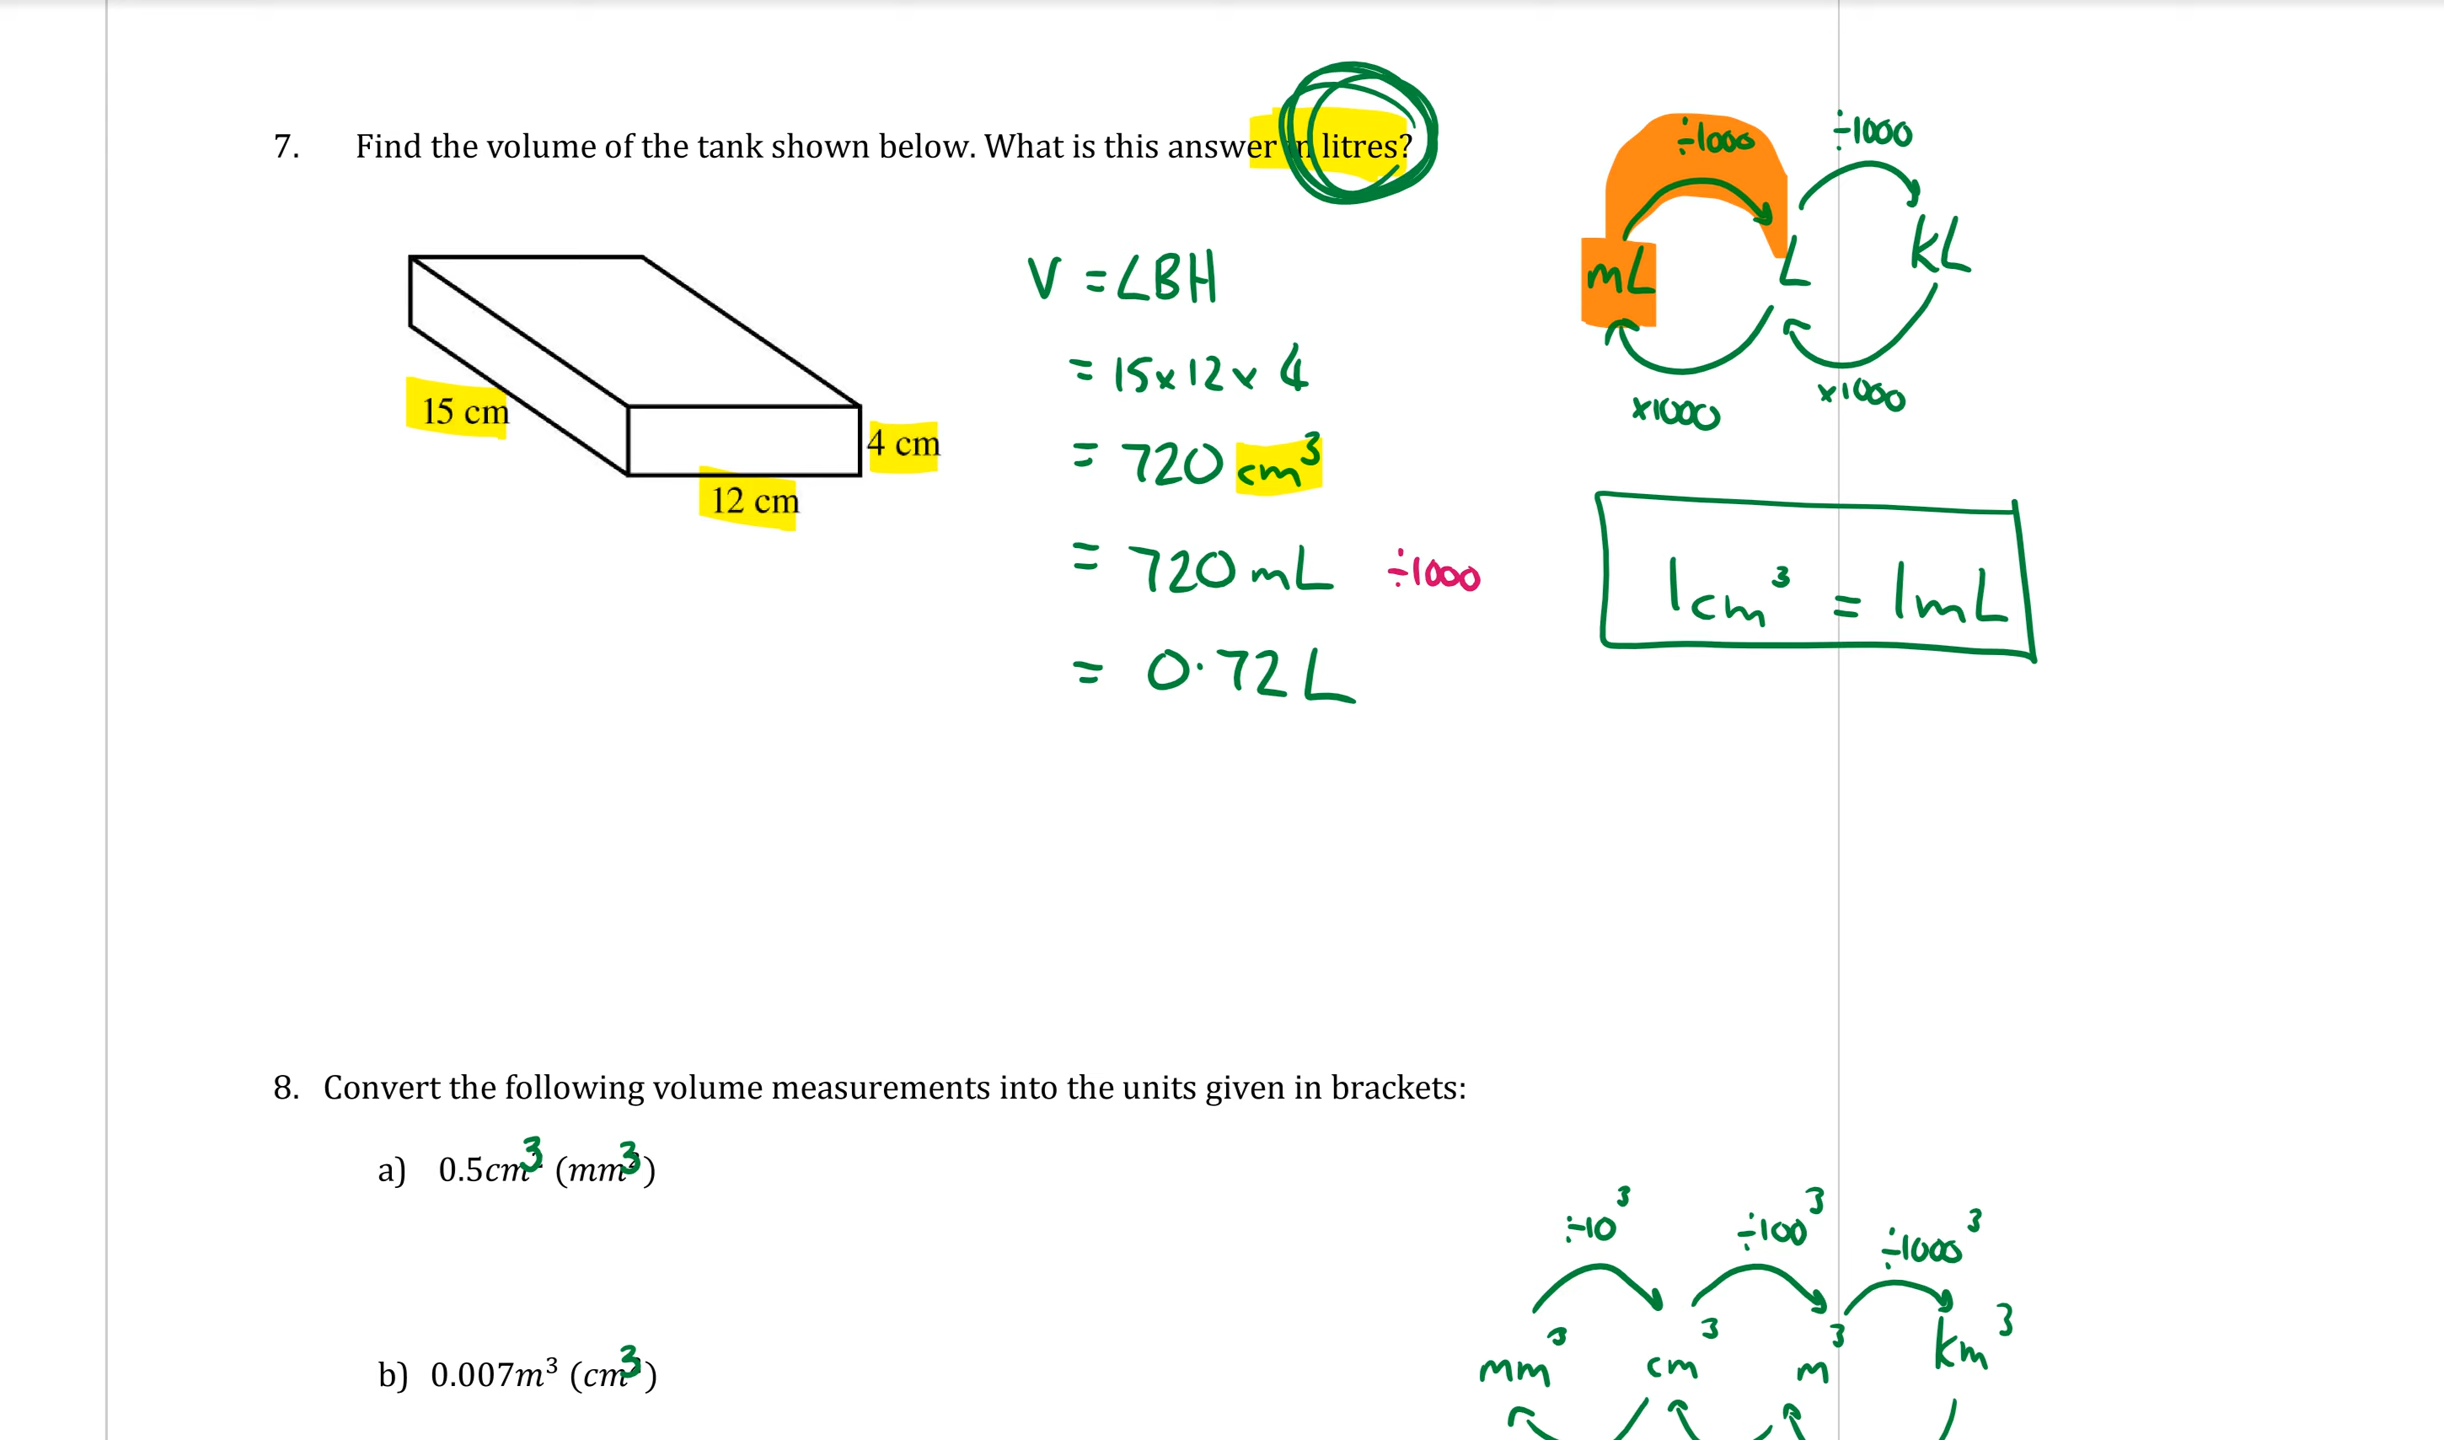 7. Find the volume of the tank shown below. What is this answer in litres?
15 cm
4 cm
12 cm
V = LBH
= 15 x 12 x 4
= 720 cm³
= 720 mL ÷1000
= 0.72 L
÷1000 ÷1000
mL L kL
x1000 x1000
1cm³ = 1mL
8. Convert the following volume measurements into the units given in brackets:
a) 0.5cm³ (mm³)
b) 0.007m³ (cm³)
÷10³ ÷100³ ÷1000³
mm³ cm³ m³ km³